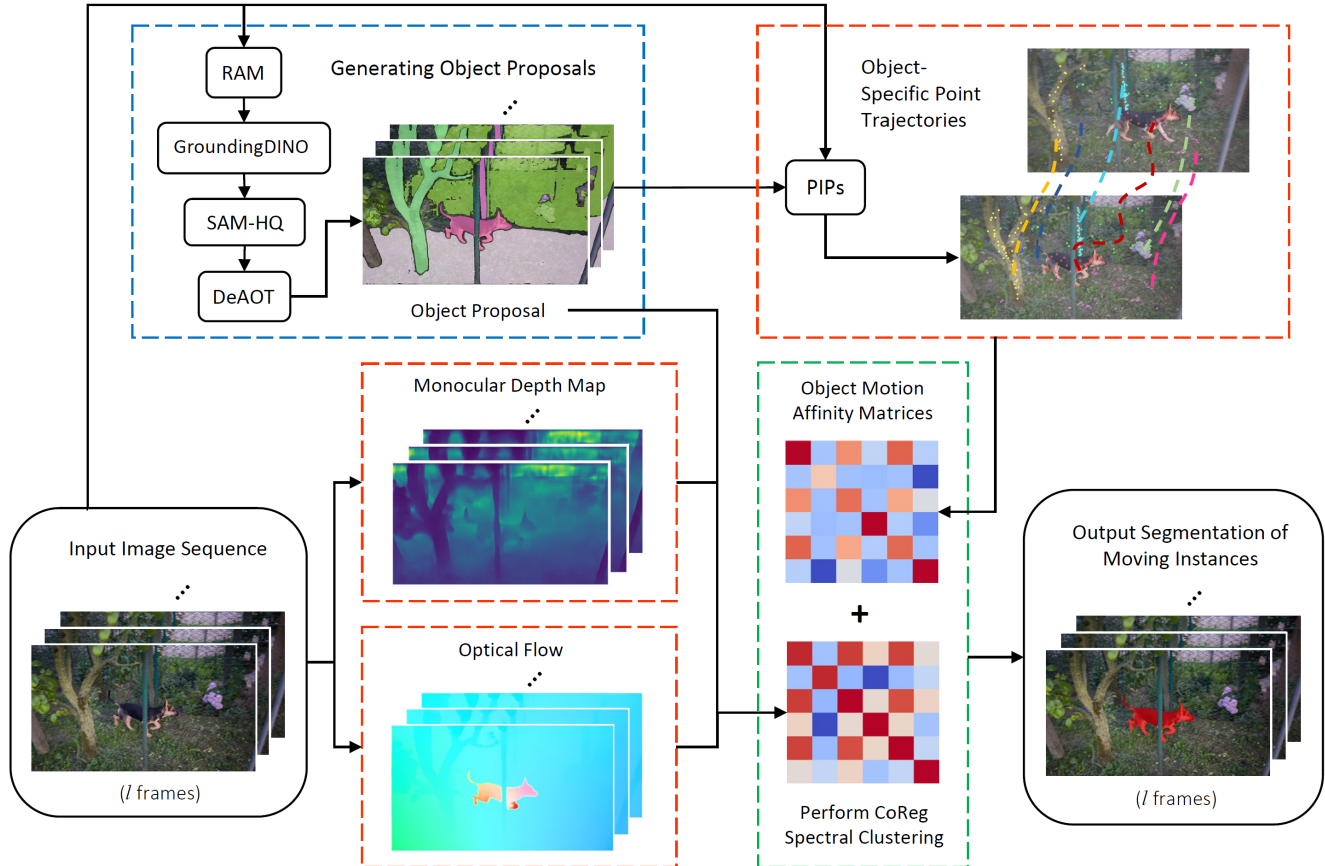 RAM
Generating Object Proposals
...
GroundingDINO
SAM-HQ
DeAOT
Object Proposal
Object-
Specific Point
Trajectories
PIPs
Monocular Depth Map
...
Object Motion
Affinity Matrices
+
Perform CoReg
Spectral Clustering
Input Image Sequence
...
(l frames)
Optical Flow
...
Output Segmentation of
Moving Instances
...
(l frames)